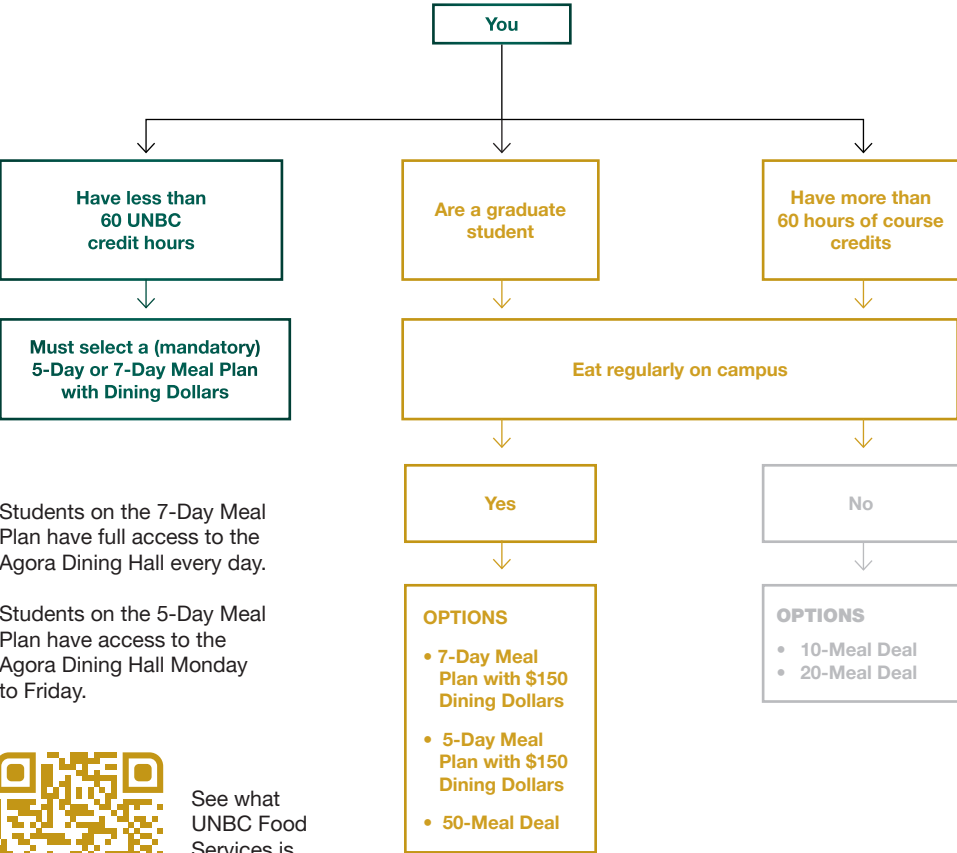 You
Have less than
60 UNBC
credit hours
Are a graduate
student
Have more than
60 hours of course
credits
Must select a (mandatory)
5-Day or 7-Day Meal Plan
with Dining Dollars
Eat regularly on campus
Students on the 7-Day Meal
Plan have full access to the
Agora Dining Hall every day.
Students on the 5-Day Meal
Plan have access to the
Agora Dining Hall Monday
to Friday.
Yes
No
OPTIONS
• 7-Day Meal
Plan with $150
Dining Dollars
• 5-Day Meal
Plan with $150
Dining Dollars
• 50-Meal Deal
OPTIONS
• 10-Meal Deal
• 20-Meal Deal
See what
UNBC Food
Services is